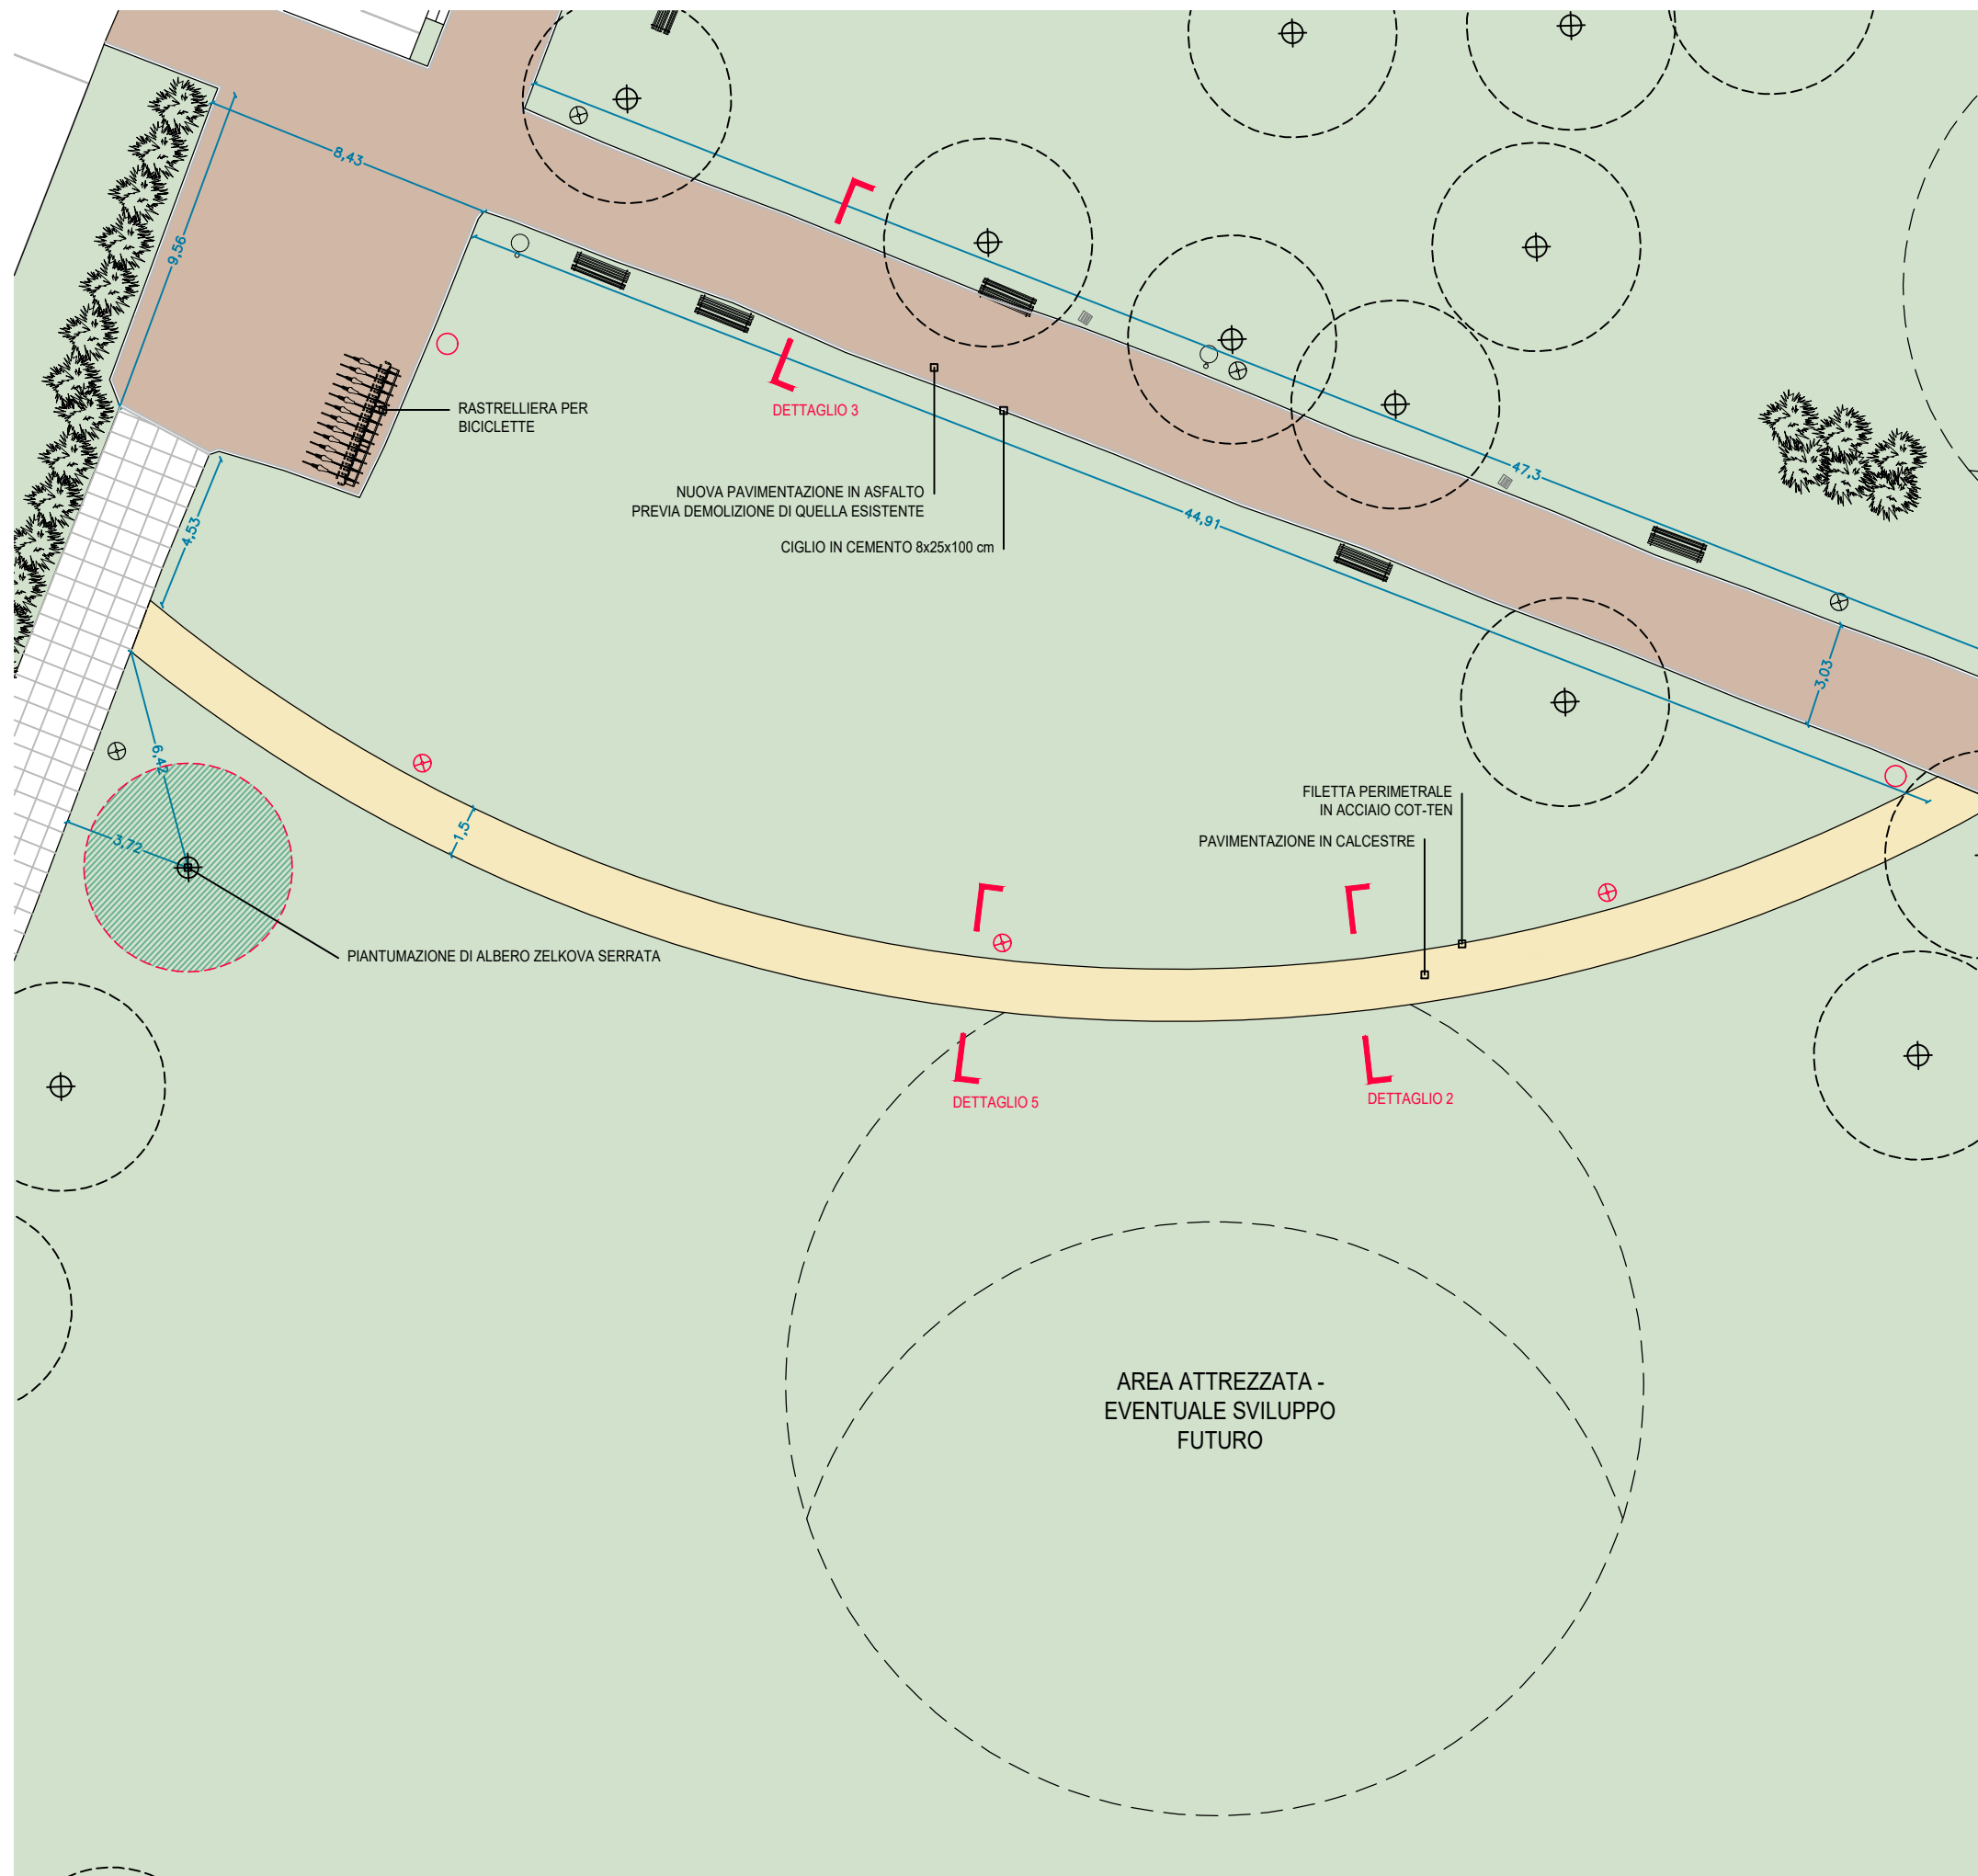 8,43
9,56
RASTRELLIERA PER
BICICLETTE
DETTAGLIO 3
47,3
NUOVA PAVIMENTAZIONE IN ASFALTO
PREVIA DEMOLIZIONE DI QUELLA ESISTENTE
44,91
CIGLIO IN CEMENTO 8x25x100 cm
4,53
3,03
6,42
FILETTA PERIMETRALE
IN ACCIAIO COT-TEN
1,5
PAVIMENTAZIONE IN CALCESTRE
3,72
PIANTUMAZIONE DI ALBERO ZELKOVA SERRATA
DETTAGLIO 5
DETTAGLIO 2
AREA ATTREZZATA -
EVENTUALE SVILUPPO
FUTURO